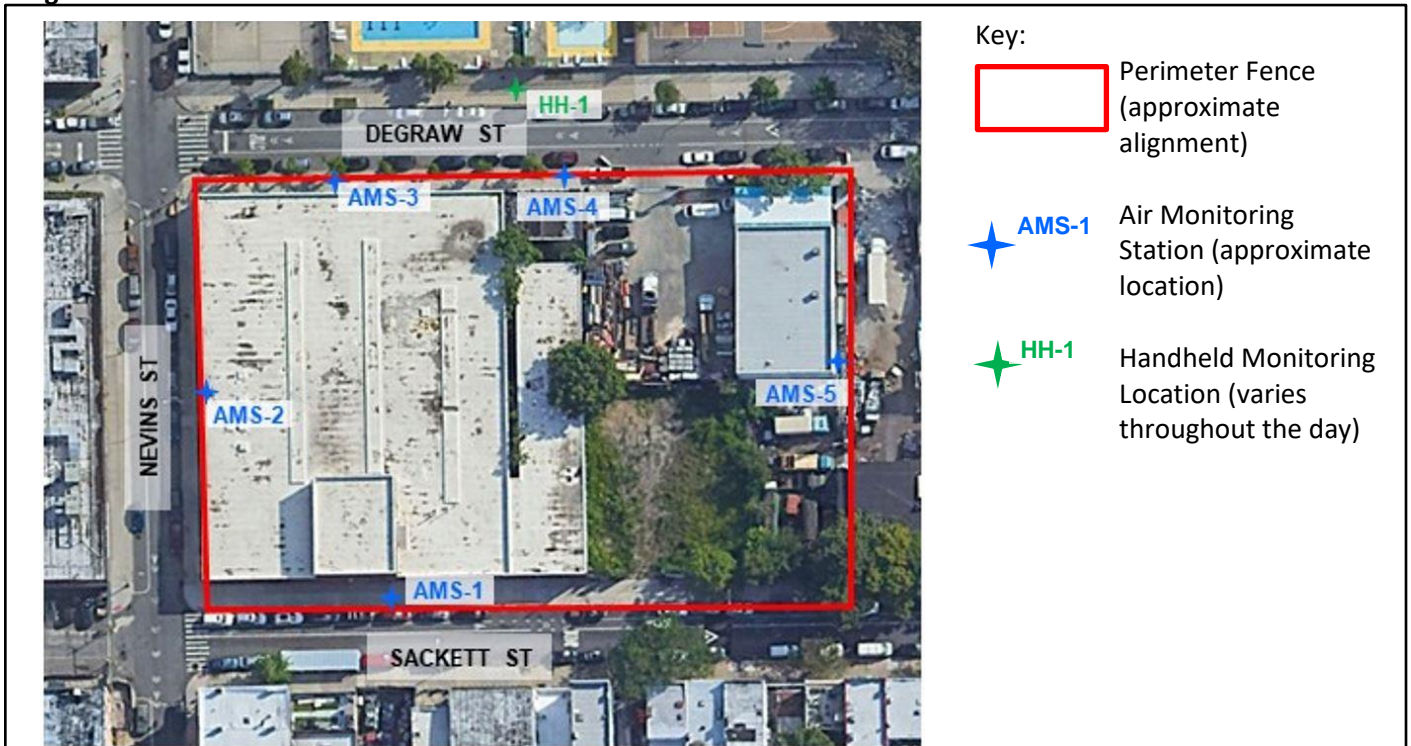 Key:
Perimeter Fence
(approximate
alignment)
AMS-1
Air Monitoring
Station (approximate
location)
HH-1
Handheld Monitoring
Location (varies
throughout the day)
HH-1
DEGRAW ST
AMS-3
AMS-4
AMS-5
AMS-2
NEVINS ST
AMS-1
SACKETT ST